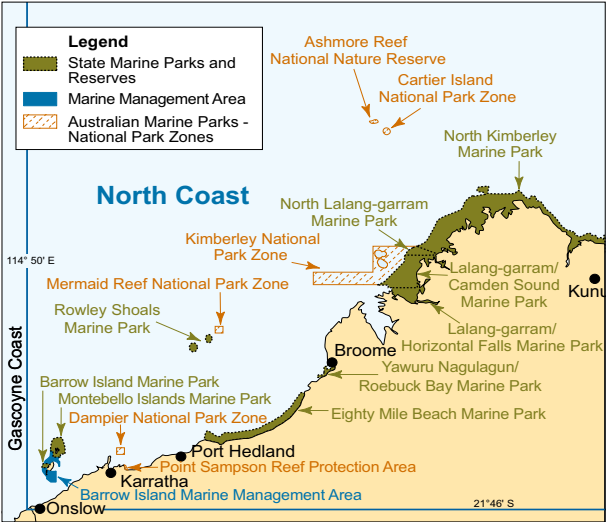 Legend
State Marine Parks and
Reserves
Marine Management Area
Australian Marine Parks -
National Park Zones
Ashmore Reef
National Nature Reserve
Cartier Island
National Park Zone
North Kimberley
Marine Park
North Coast
North Lalang-garram
Marine Park
Kimberley National
Park Zone
114° 50' E
Mermaid Reef National Park Zone
Lalang-garram/
Camden Sound
Marine Park
Kunu
Rowley Shoals
Marine Park
Lalang-garram/
Horizontal Falls Marine Park
Broome
Yawuru Nagulagun/
Roebuck Bay Marine Park
Gascoyne Coast
Barrow Island Marine Park
Montebello Islands Marine Park
Dampier National Park Zone
Eighty Mile Beach Marine Park
Port Hedland
Point Sampson Reef Protection Area
Karratha
Barrow Island Marine Management Area
21°46' S
Onslow